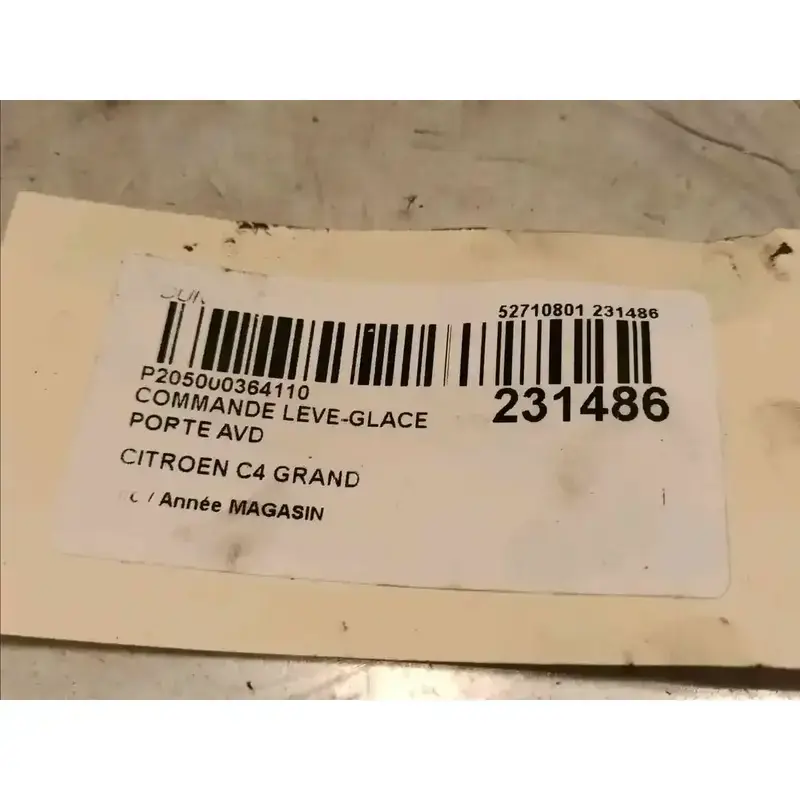 52710801 231486
P205000364110
COMMANDE LEVE-GLACE
PORTE AVD
231486
CITROEN C4 GRAND
/ Année MAGASIN